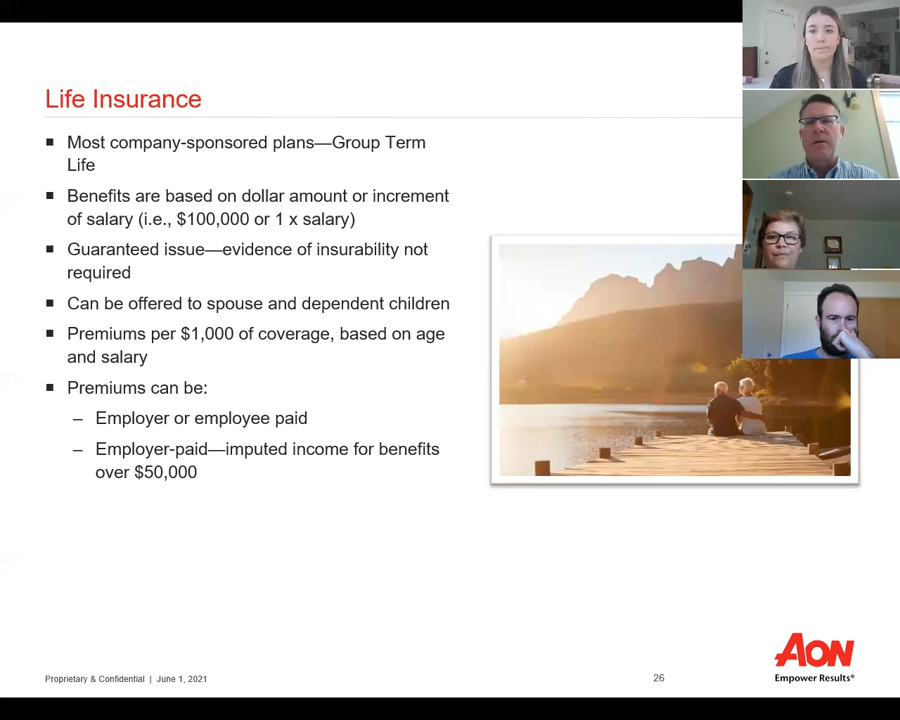 Life Insurance
■ Most company-sponsored plans—Group Term
Life
■ Benefits are based on dollar amount or increment
of salary (i.e., $100,000 or 1 x salary)
■ Guaranteed issue—evidence of insurability not
required
■ Can be offered to spouse and dependent children
■ Premiums per $1,000 of coverage, based on age
and salary
■ Premiums can be:
– Employer or employee paid
– Employer-paid—imputed income for benefits
over $50,000
AON
Empower Results®
Proprietary & Confidential | June 1, 2021
26